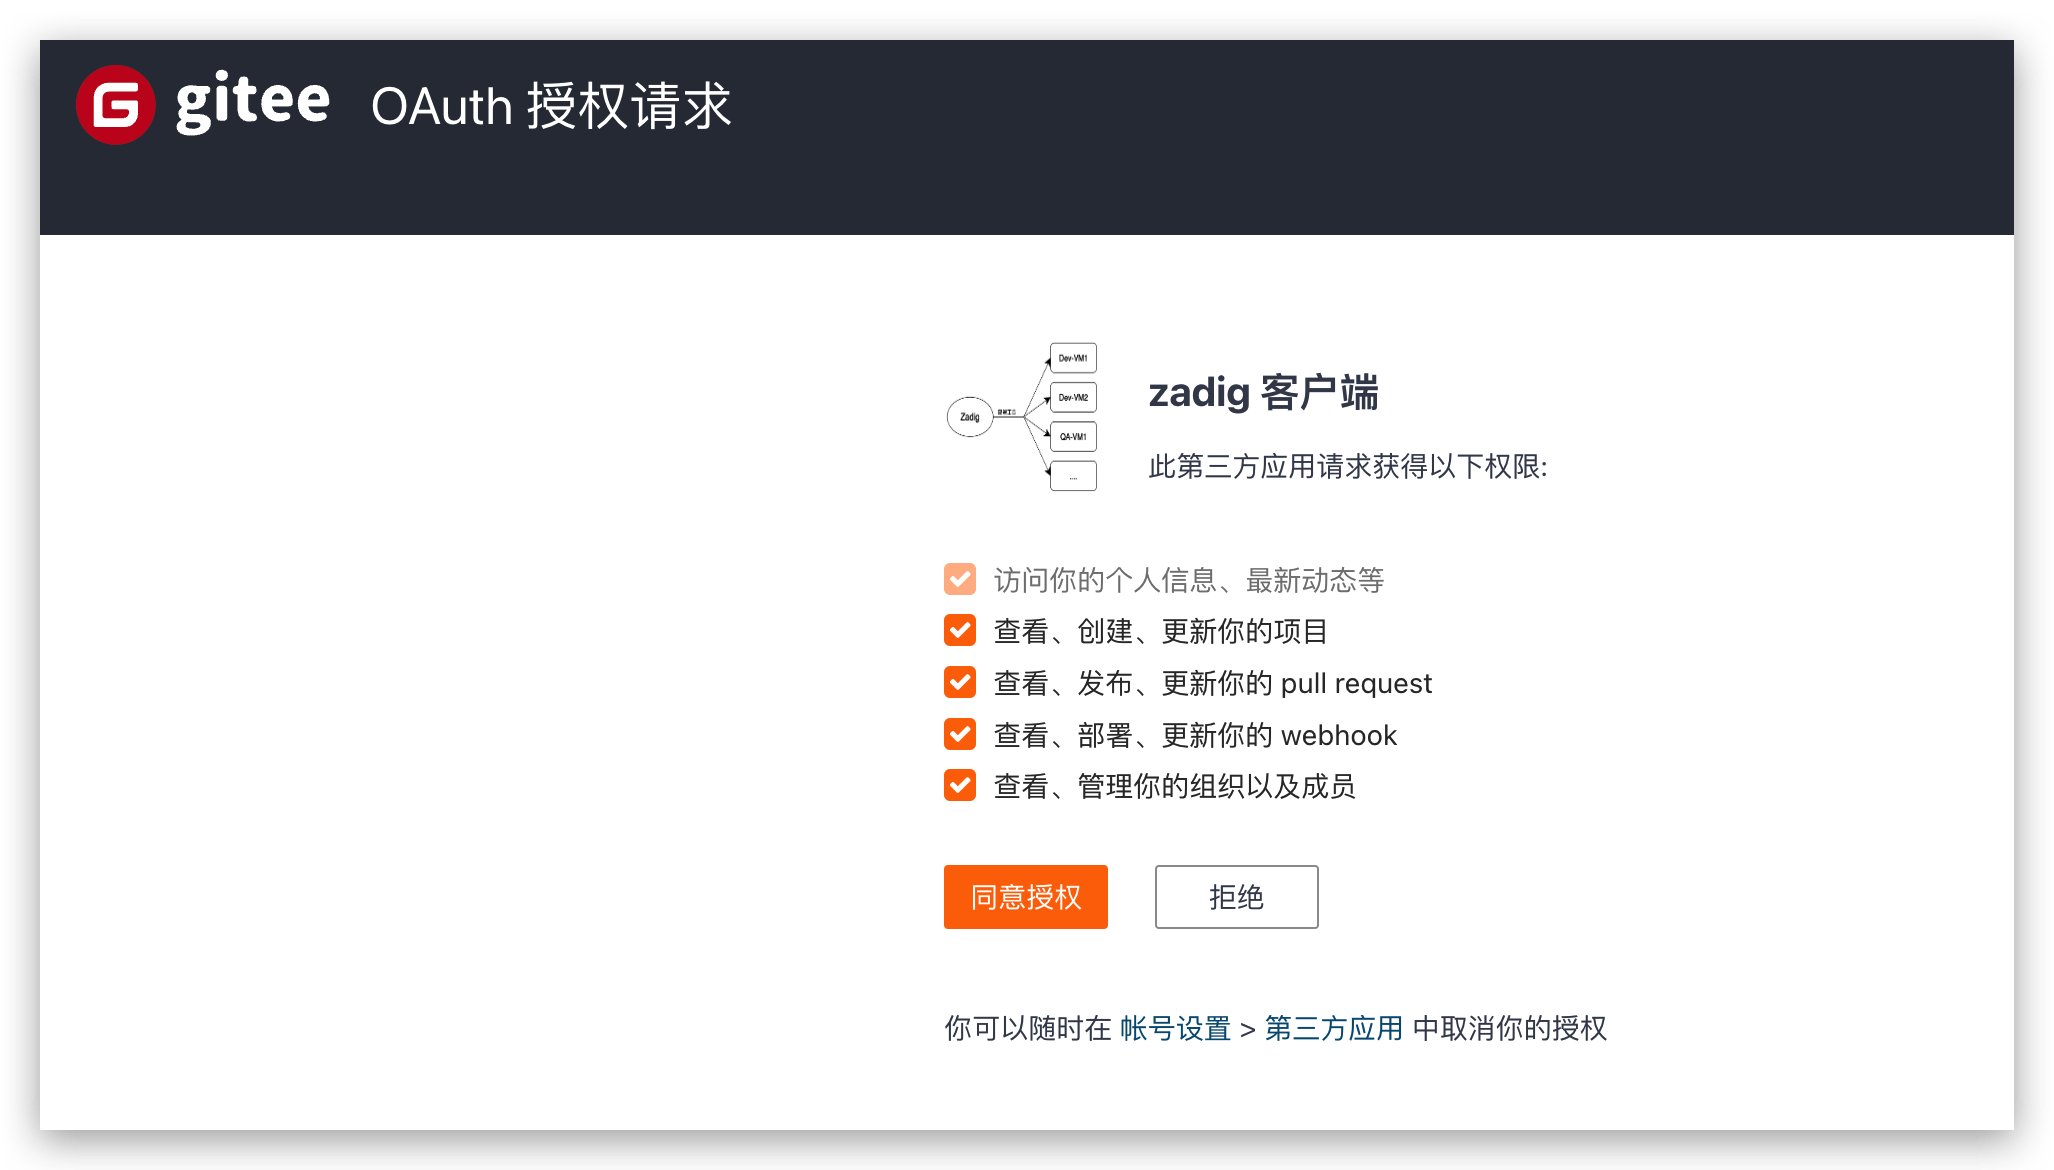 gitee OAuth 授权请求
Dev-VM1
Dev-VM2
Zadig
QA-VM1
....
zadig 客户端
此第三方应用请求获得以下权限:
访问你的个人信息、最新动态等
查看、创建、更新你的项目
查看、发布、更新你的 pull request
查看、部署、更新你的 webhook
查看、管理你的组织以及成员
同意授权 拒绝
你可以随时在 帐号设置 > 第三方应用 中取消你的授权